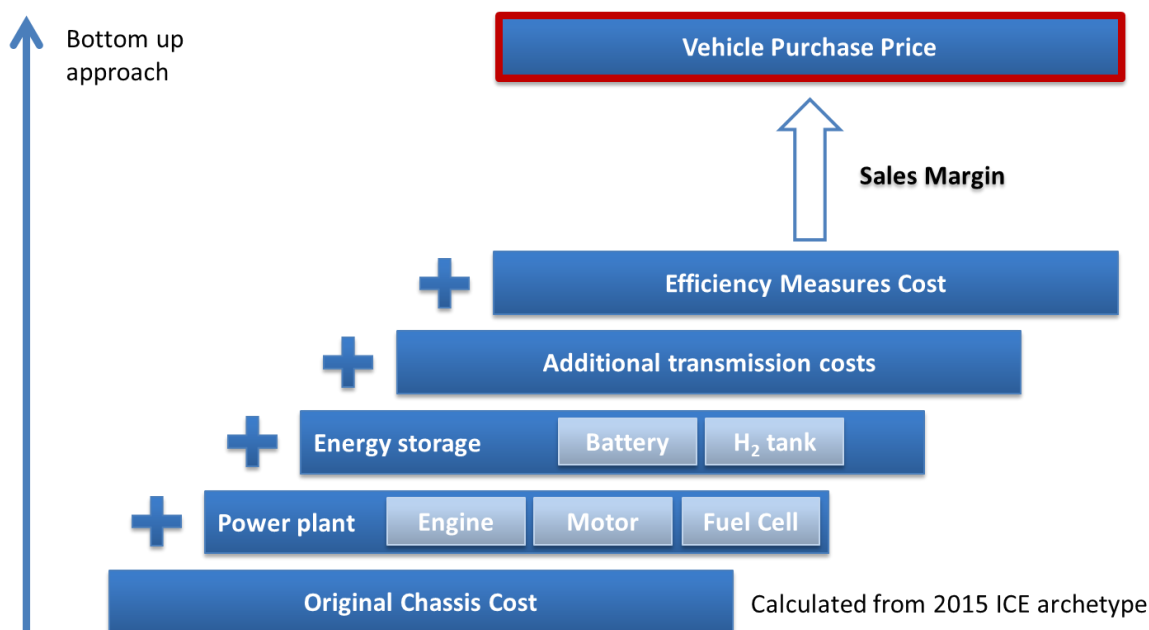 Bottom up
approach
Vehicle Purchase Price
Sales Margin
Efficiency Measures Cost
Additional transmission costs
Energy storage Battery H₂ tank
Power plant Engine Motor Fuel Cell
Original Chassis Cost Calculated from 2015 ICE archetype